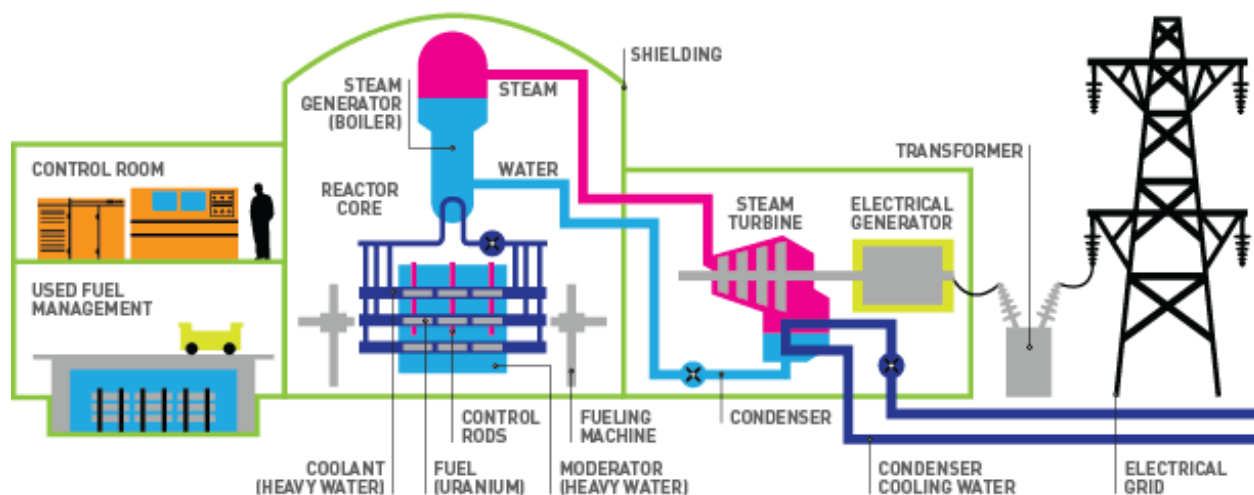 SHIELDING
STEAM
GENERATOR
(BOILER)
STEAM
CONTROL ROOM
WATER
TRANSFORMER
REACTOR
CORE
STEAM
TURBINE
ELECTRICAL
GENERATOR
USED FUEL
MANAGEMENT
CONTROL
RODS
FUELING
MACHINE
CONDENSER
COOLANT
(HEAVY WATER)
FUEL
(URANIUM)
MODERATOR
(HEAVY WATER)
CONDENSER
COOLING WATER
ELECTRICAL
GRID